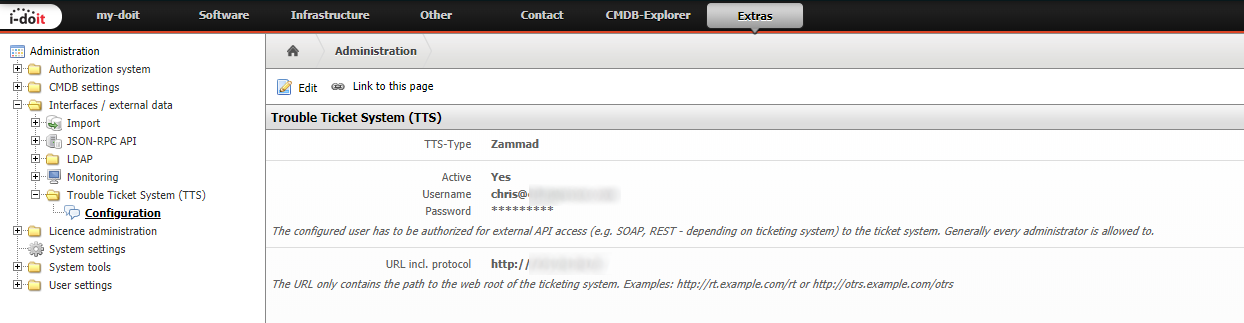 i-doit my-doit Software Infrastructure Other Contact CMDB-Explorer Extras
Administration
Authorization system
CMDB settings
Interfaces / external data
Import
JSON-RPC API
LDAP
Monitoring
Trouble Ticket System (TTS)
Configuration
Licence administration
System settings
System tools
User settings
Administration
Edit Link to this page
Trouble Ticket System (TTS)
TTS-Type Zammad
Active Yes
Username chris@
Password *********
The configured user has to be authorized for external API access (e.g. SOAP, REST - depending on ticketing system) to the ticket system. Generally every administrator is allowed to.
URL incl. protocol http://
The URL only contains the path to the web root of the ticketing system. Examples: http://rt.example.com/rt or http://otrs.example.com/otrs